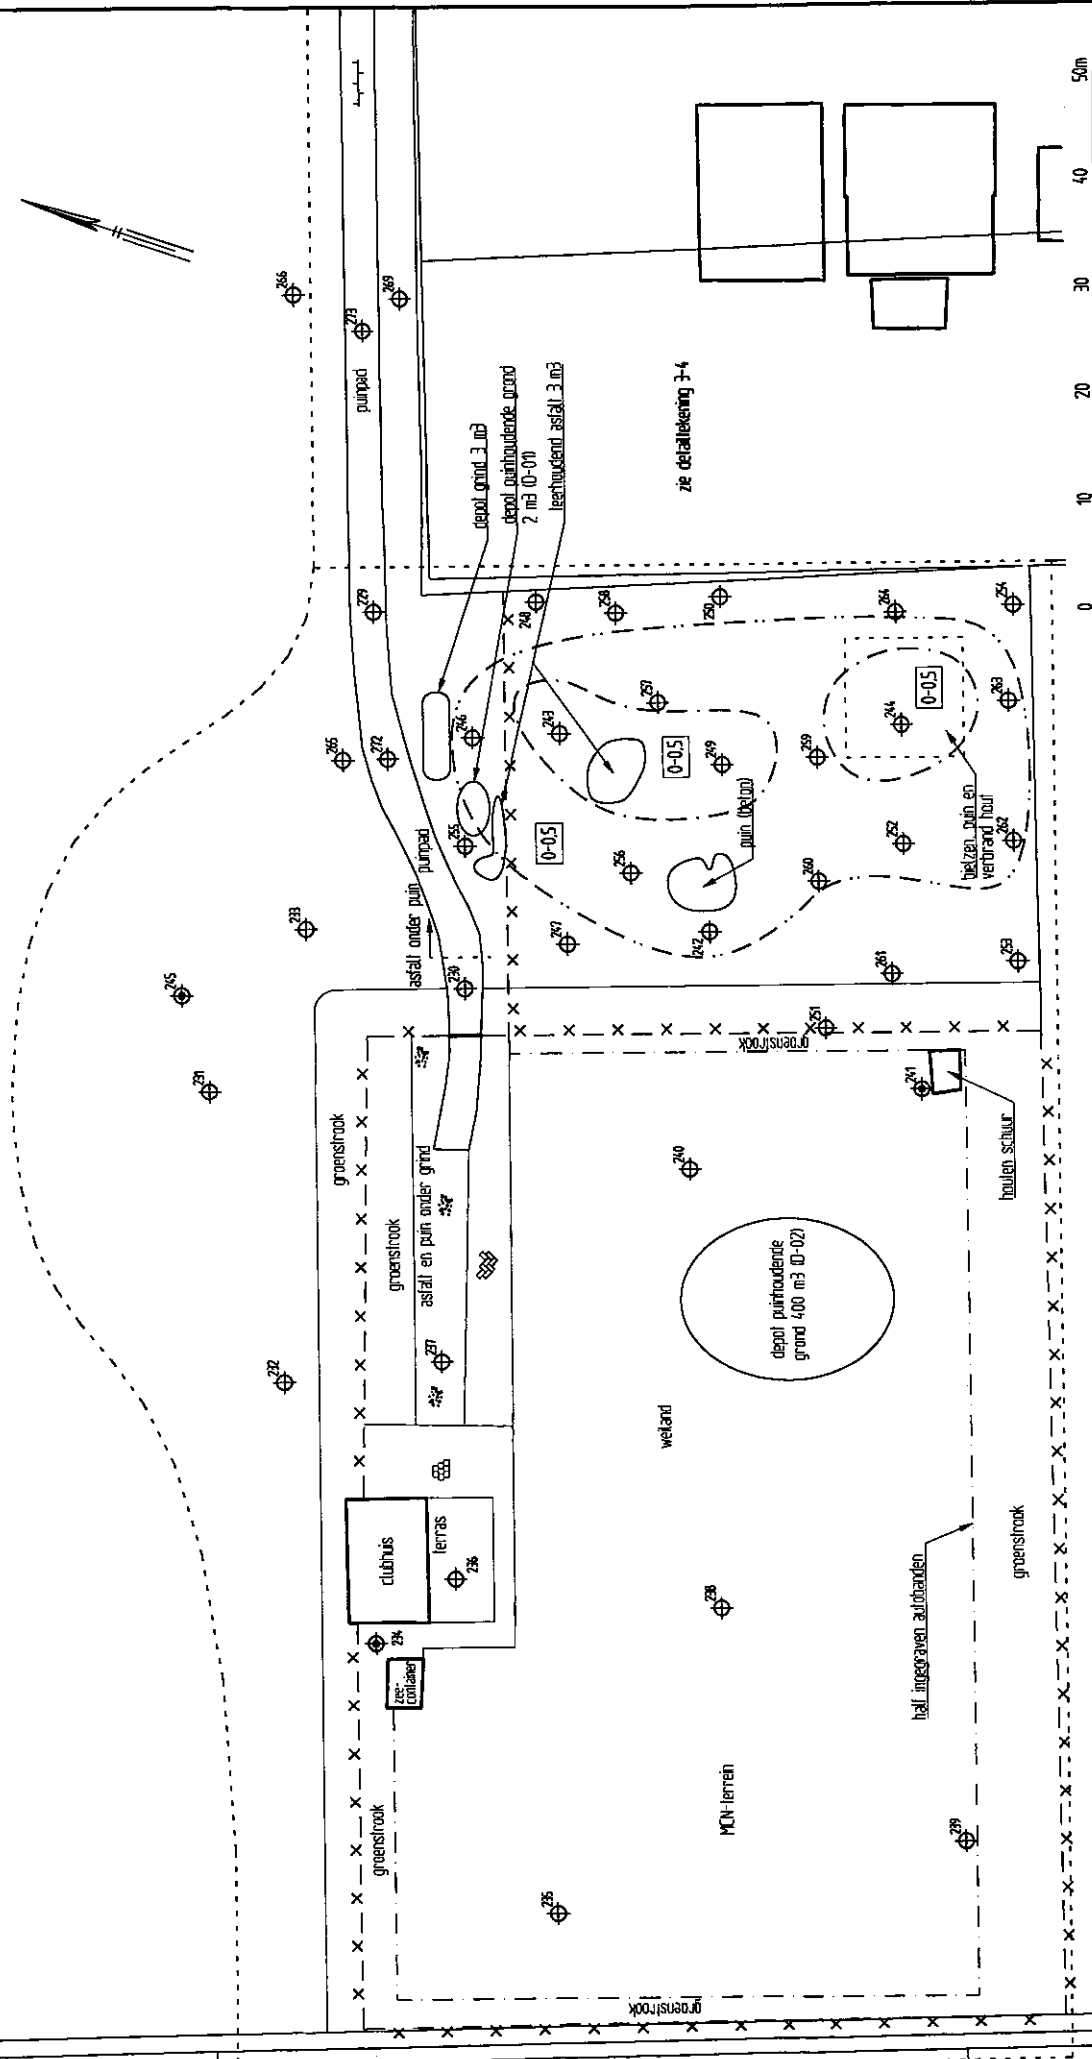 50m
40
30
20
10
0
266
273
269
puinpad
depot grind 3 m3
depot puinhoudende grond
2 m3 (D-01)
teerhoudend asfalt 3 m3
zie detailtekening 3-4
229
248
258
250
264
254
265
272
246
243
257
249
259
244
263
0-0,5
0-0,5
0-0,5
255
256
252
262
260
puin (beton)
bielzen, puin en
verbrand hout
puinpad
asfalt onder puin
233
245
231
230
247
242
261
253
251
groenstrook
241
240
houten schuur
groenstrook
groenstrook
asfalt en puin onder grind
237
232
depot puinhoudende
grond 400 m3 (D-02)
weiland
clubhuis
terras
236
234
zee-
container
238
half ingegraven autobanden
groenstrook
groenstrook
MCN-terrein
239
235
groenstrook